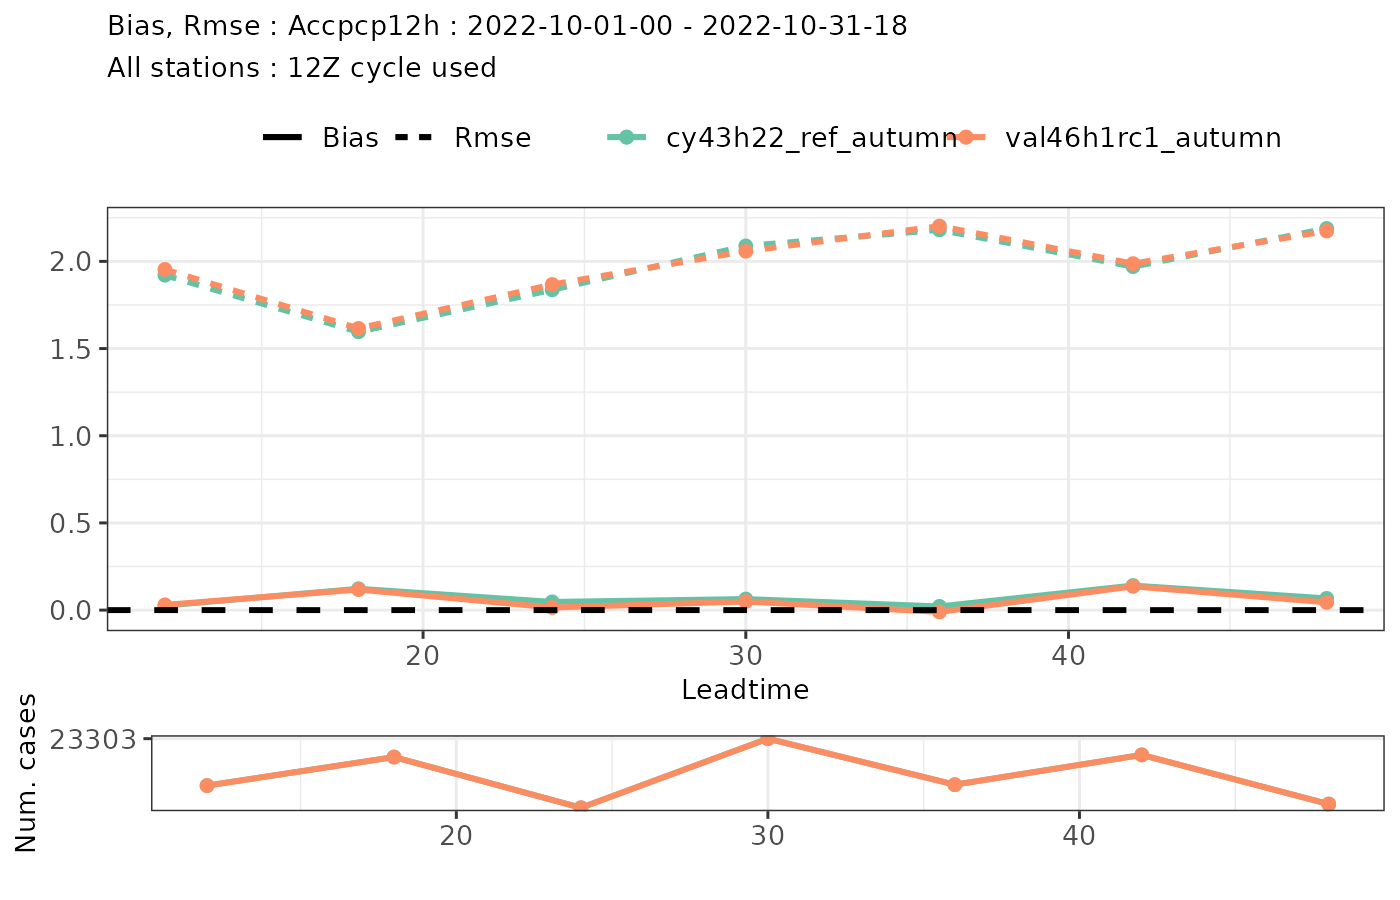 Bias, Rmse : Accpcp12h : 2022-10-01-00 - 2022-10-31-18
All stations : 12Z cycle used
Bias Rmse cy43h22_ref_autumn val46h1rc1_autumn
2.0
1.5
1.0
0.5
0.0
20 30 40
Leadtime
Num. cases
23303
20 30 40